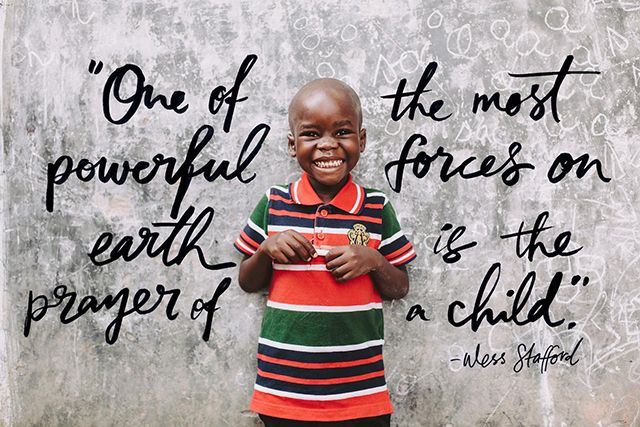 "One of the most
powerful forces on
earth is the
prayer of a child."
-Wess Stafford